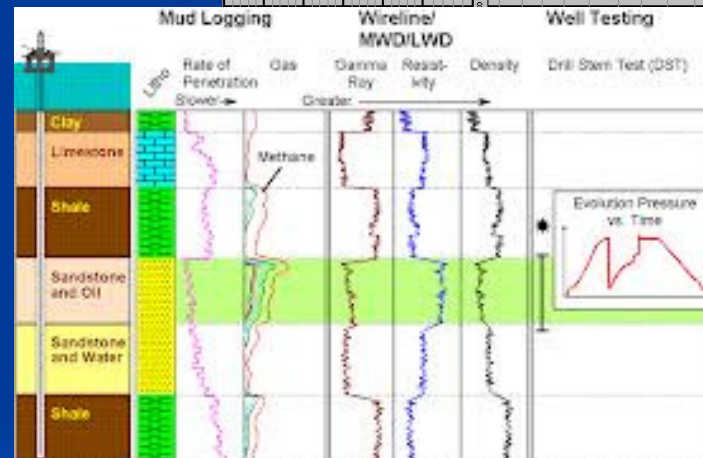 Mud Logging
Wireline/
MWD/LWD
Well Testing
Litho
Rate of
Penetration
Slower
Gas
Gamma
Ray
Resist-
ivity
Density
Greater
Drill Stem Test (DST)
Clay
Limestone
Methane
Shale
Evolution Pressure
vs. Time
Sandstone
and Oil
Sandstone
and Water
Shale